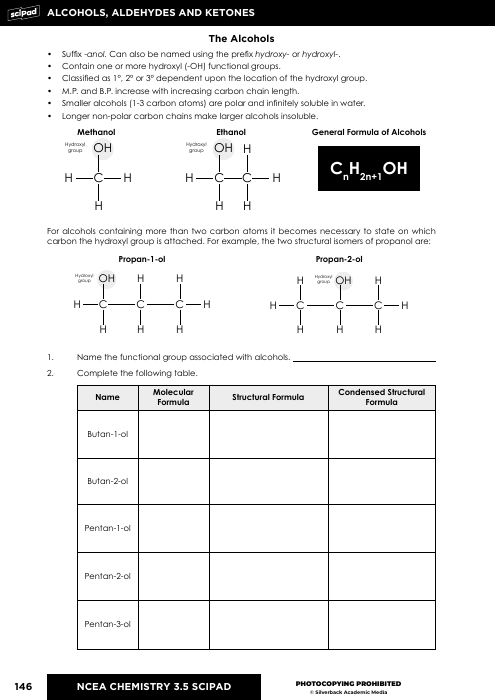 scipad ALCOHOLS, ALDEHYDES AND KETONES
The Alcohols
• Suffix -anol. Can also be named using the prefix hydroxy- or hydroxyl-.
• Contain one or more hydroxyl (-OH) functional groups.
• Classified as 1°, 2° or 3° dependent upon the location of the hydroxyl group.
• M.P. and B.P. increase with increasing carbon chain length.
• Smaller alcohols (1-3 carbon atoms) are polar and infinitely soluble in water.
• Longer non-polar carbon chains make larger alcohols insoluble.
Methanol Ethanol General Formula of Alcohols
Hydroxyl group OH
H C H
H
Hydroxyl group OH H
H C C H
H H
CnH2n+1OH
For alcohols containing more than two carbon atoms it becomes necessary to state on which
carbon the hydroxyl group is attached. For example, the two structural isomers of propanol are:
Propan-1-ol Propan-2-ol
Hydroxyl group OH H H
H C C C H
H H H
H Hydroxyl group OH H
H C C C H
H H H
1. Name the functional group associated with alcohols.
2. Complete the following table.
Name Molecular Formula Structural Formula Condensed Structural Formula
Butan-1-ol
Butan-2-ol
Pentan-1-ol
Pentan-2-ol
Pentan-3-ol
146 NCEA CHEMISTRY 3.5 SCIPAD PHOTOCOPYING PROHIBITED
© Silverback Academic Media